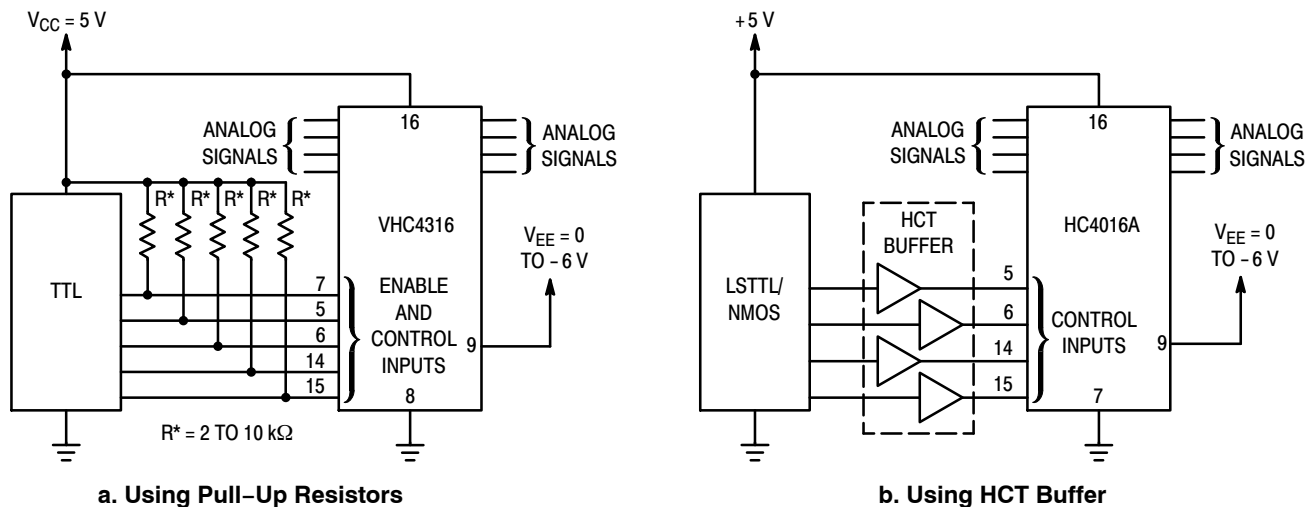 V_CC = 5 V
ANALOG
SIGNALS
16
ANALOG
SIGNALS
R* R* R* R* R*
VHC4316
V_EE = 0
TO – 6 V
TTL
7
5
6
14
15
ENABLE
AND
CONTROL
INPUTS
9
8
R* = 2 TO 10 kΩ
a. Using Pull–Up Resistors
+5 V
ANALOG
SIGNALS
16
ANALOG
SIGNALS
HCT
BUFFER
HC4016A
V_EE = 0
TO – 6 V
LSTTL/
NMOS
5
6
14
15
CONTROL
INPUTS
9
7
b. Using HCT Buffer